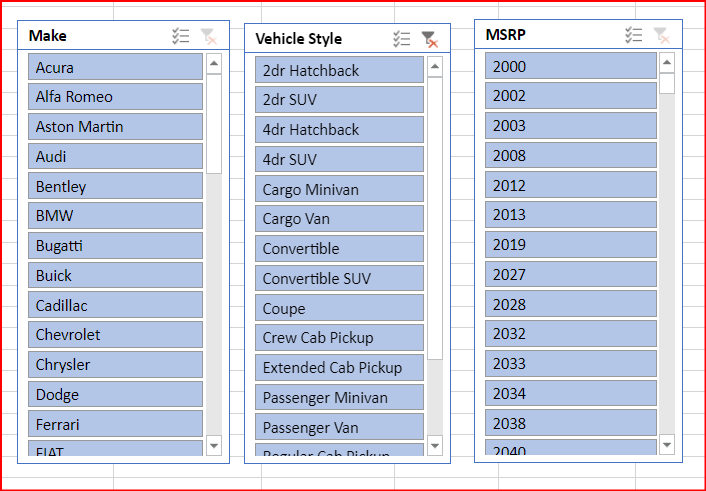 Make
Acura
Alfa Romeo
Aston Martin
Audi
Bentley
BMW
Bugatti
Buick
Cadillac
Chevrolet
Chrysler
Dodge
Ferrari
FIAT
Vehicle Style
2dr Hatchback
2dr SUV
4dr Hatchback
4dr SUV
Cargo Minivan
Cargo Van
Convertible
Convertible SUV
Coupe
Crew Cab Pickup
Extended Cab Pickup
Passenger Minivan
Passenger Van
Regular Cab Pickup
MSRP
2000
2002
2003
2008
2012
2013
2019
2027
2028
2032
2033
2034
2038
2040